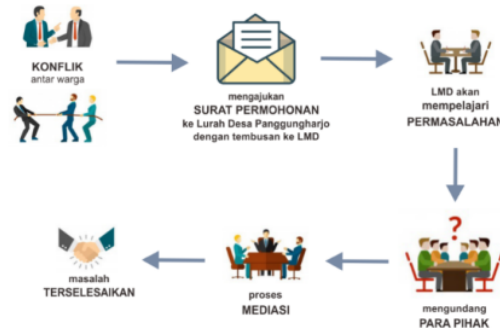 KONFLIK
antar warga
mengajukan
SURAT PERMOHONAN
ke Lurah Desa Panggungharjo
dengan tembusan ke LMD
LMD akan
mempelajari
PERMASALAHAN
?
mengundang
PARA PIHAK
proses
MEDIASI
masalah
TERSELESAIKAN